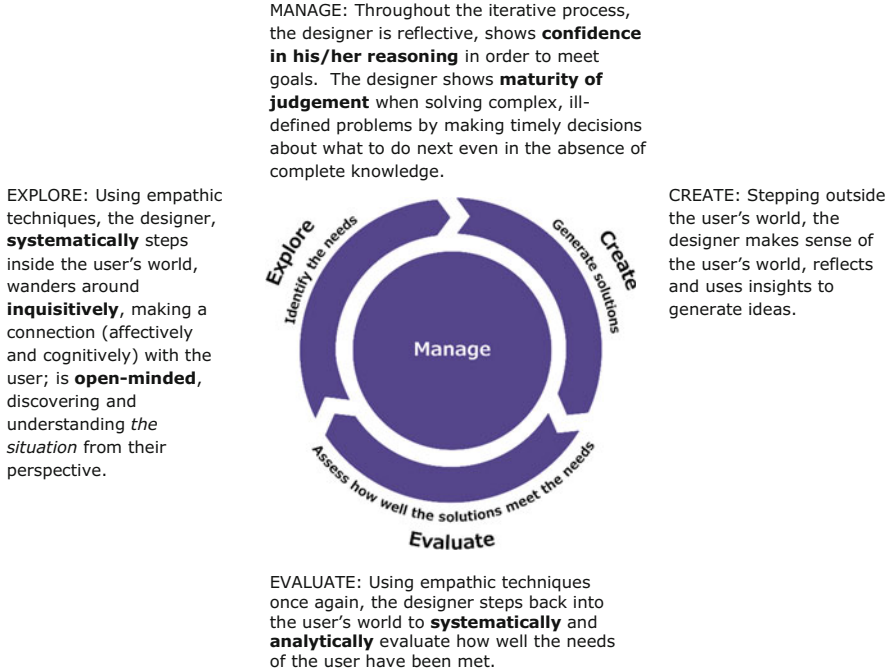 MANAGE: Throughout the iterative process,
the designer is reflective, shows confidence
in his/her reasoning in order to meet
goals.  The designer shows maturity of
judgement when solving complex, ill-
defined problems by making timely decisions
about what to do next even in the absence of
complete knowledge.
EXPLORE: Using empathic
techniques, the designer,
systematically steps
inside the user’s world,
wanders around
inquisitively, making a
connection (affectively
and cognitively) with the
user; is open-minded,
discovering and
understanding the
situation from their
perspective.
Explore
Identify the needs
Create
Generate solutions
Manage
Assess how well the solutions meet the needs
Evaluate
CREATE: Stepping outside
the user’s world, the
designer makes sense of
the user’s world, reflects
and uses insights to
generate ideas.
EVALUATE: Using empathic techniques
once again, the designer steps back into
the user’s world to systematically and
analytically evaluate how well the needs
of the user have been met.